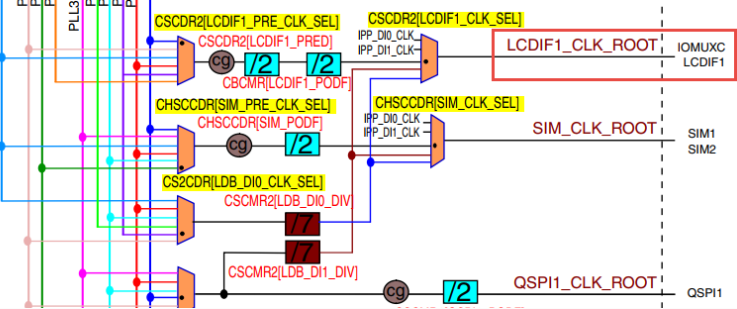 PLL3
CSCDR2[LCDIF1_PRE_CLK_SEL]
CSCDR2[LCDIF1_CLK_SEL]
CSCDR2[LCDIF1_PRED]
IPP_DI0_CLK
IPP_DI1_CLK
LCDIF1_CLK_ROOT
IOMUXC
LCDIF1
cg
/2
/2
CBCMR[LCDIF1_PODF]
CHSCCDR[SIM_PRE_CLK_SEL]
CHSCCDR[SIM_CLK_SEL]
CHSCCDR[SIM_PODF]
IPP_DI0_CLK
IPP_DI1_CLK
SIM_CLK_ROOT
SIM1
SIM2
cg
/2
CS2CDR[LDB_DI0_CLK_SEL]
CSCMR2[LDB_DI0_DIV]
/7
/7
CSCMR2[LDB_DI1_DIV]
QSPI1_CLK_ROOT
QSPI1
cg
/2